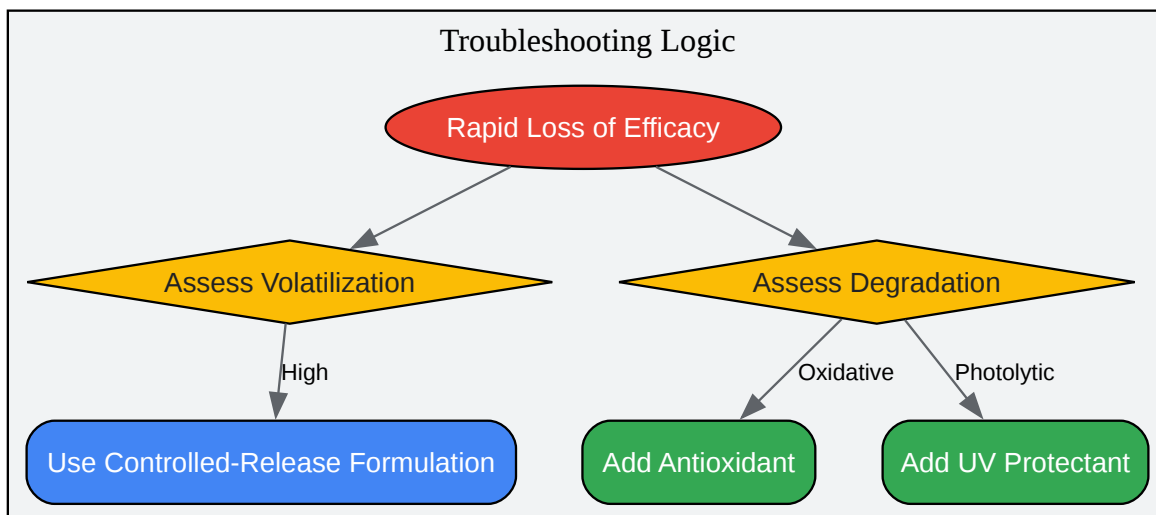 Troubleshooting Logic
Rapid Loss of Efficacy
Assess Volatilization
Assess Degradation
High
Oxidative
Photolytic
Use Controlled-Release Formulation
Add Antioxidant
Add UV Protectant